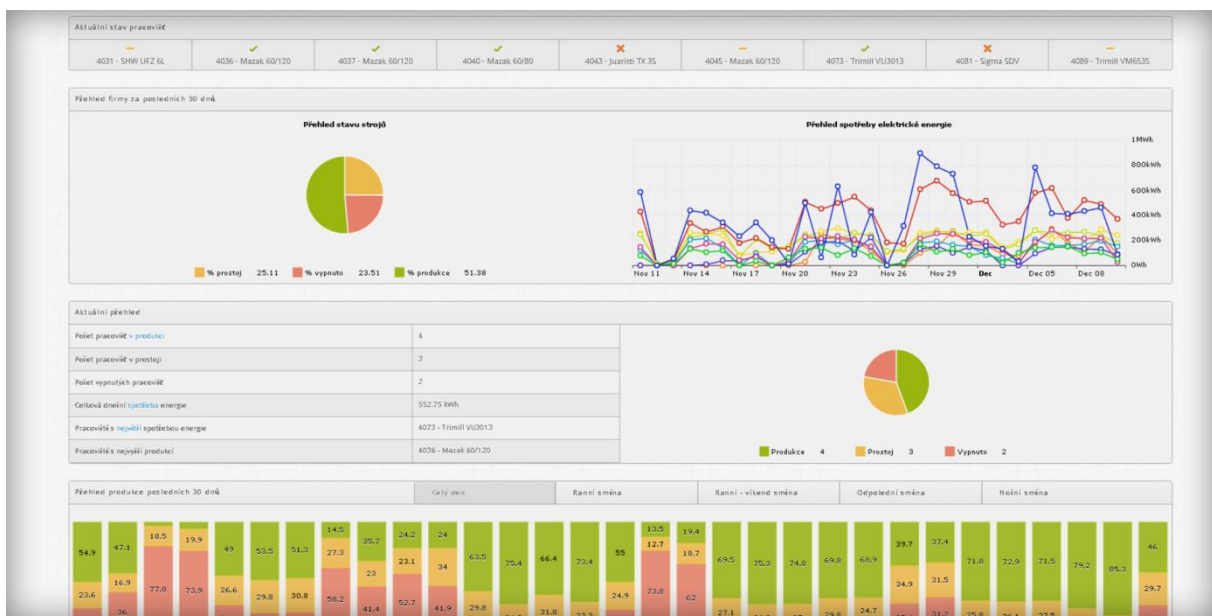 Aktuální stav pracovišť
4031 - SHW UFZ 6L
4036 - Mazak 60/120
4037 - Mazak 60/120
4040 - Mazak 60/80
4043 - Juaristi TX 3S
4045 - Mazak 60/120
4073 - Trimill VU3013
4081 - Sigma SDV
4089 - Trimill VM6535
Přehled firmy za posledních 30 dnů
Přehled stavu strojů
% prostoj 25.11 % vypnuto 23.51 % produkce 51.38
Přehled spotřeby elektrické energie
1MWh
800kWh
600kWh
400kWh
200kWh
0Wh
Nov 11 Nov 14 Nov 17 Nov 20 Nov 23 Nov 26 Nov 29 Dec Dec 05 Dec 08
Aktuální přehled
Počet pracovišť v produkci 4
Počet pracovišť v prostoji 3
Počet vypnutých pracovišť 2
Celková dnešní spotřeba energie 552.75 kWh
Pracoviště s největší spotřebou energie 4073 - Trimill VU3013
Pracoviště s nejvyšší produkcí 4036 - Mazak 60/120
Produkce 4 Prostoj 3 Vypnuto 2
Přehled produkce posledních 30 dnů Celý den Ranní směna Ranní - víkend směna Odpolední směna Noční směna
54.9 47.1 18.5 19.9 49 53.5 51.3 14.5 35.7 24.2 24 63.5 75.4 66.4 73.4 55 13.5 19.4 69.5 75.3 74.8 69.8 68.9 39.7 37.4 71.8 72.9 71.5 79.2 85.3 46
23.6 16.9 77.8 73.9 26.6 29.8 30.8 27.3 23 23.1 34 29.8 31.8 24.9 12.7 18.7 27.1 29.8 24.7 34.9 31.5 25.8 27.5 29.7
36 58.2 41.4 52.7 41.9 73.8 62 31.2